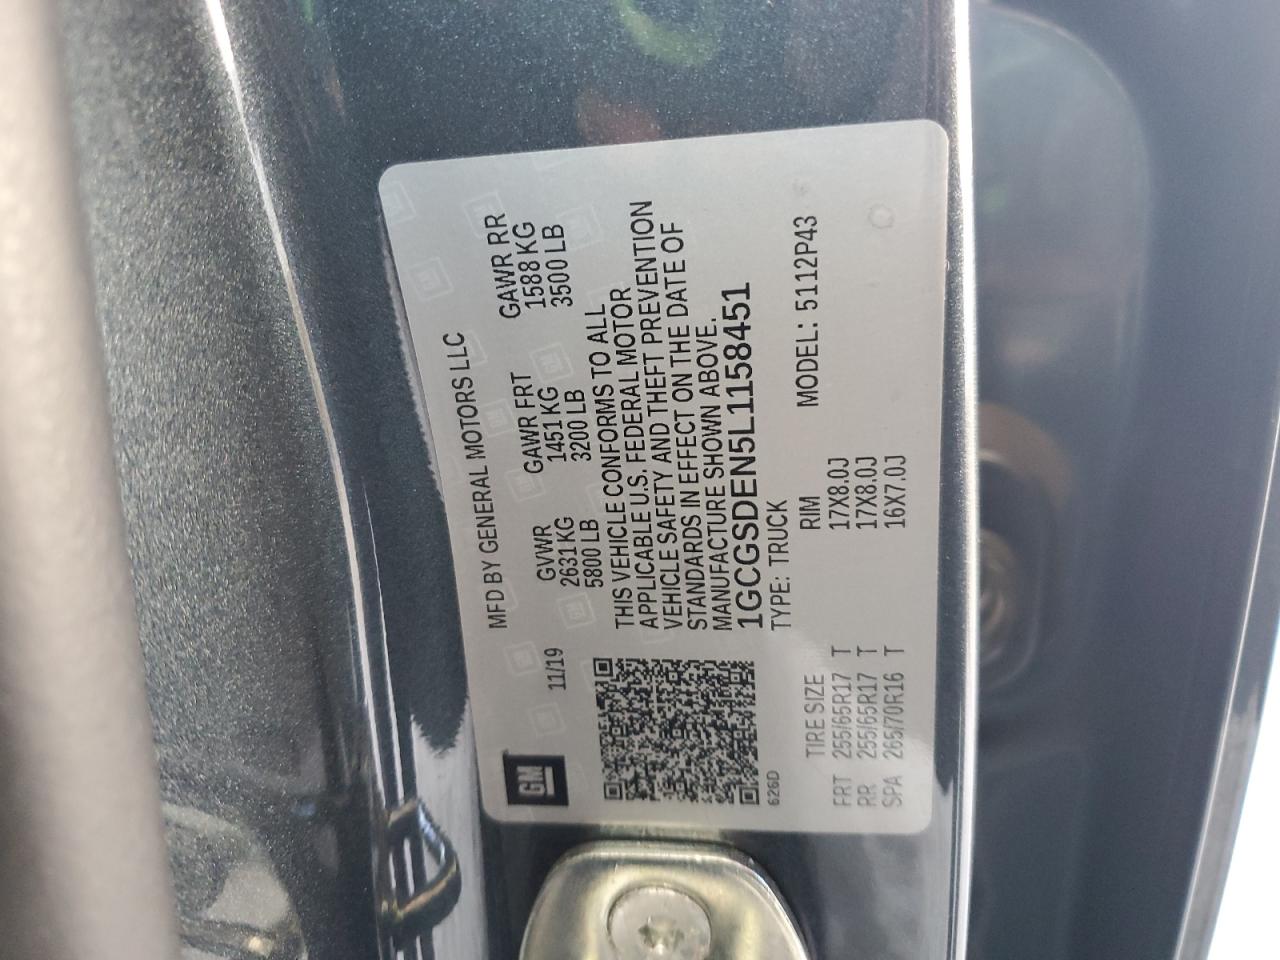 GM
MFD BY GENERAL MOTORS LLC
11/19
GVWR GAWR FRT GAWR RR
2631 KG 1451 KG 1588 KG
5800 LB 3200 LB 3500 LB
THIS VEHICLE CONFORMS TO ALL
APPLICABLE U.S. FEDERAL MOTOR
VEHICLE SAFETY AND THEFT PREVENTION
STANDARDS IN EFFECT ON THE DATE OF
MANUFACTURE SHOWN ABOVE.
1GCGSDEN5L1158451
626D
TYPE: TRUCK
MODEL: 5112P43
TIRE SIZE RIM
FRT 255/65R17 T 17X8.0J
RR 255/65R17 T 17X8.0J
SPA 265/70R16 T 16X7.0J